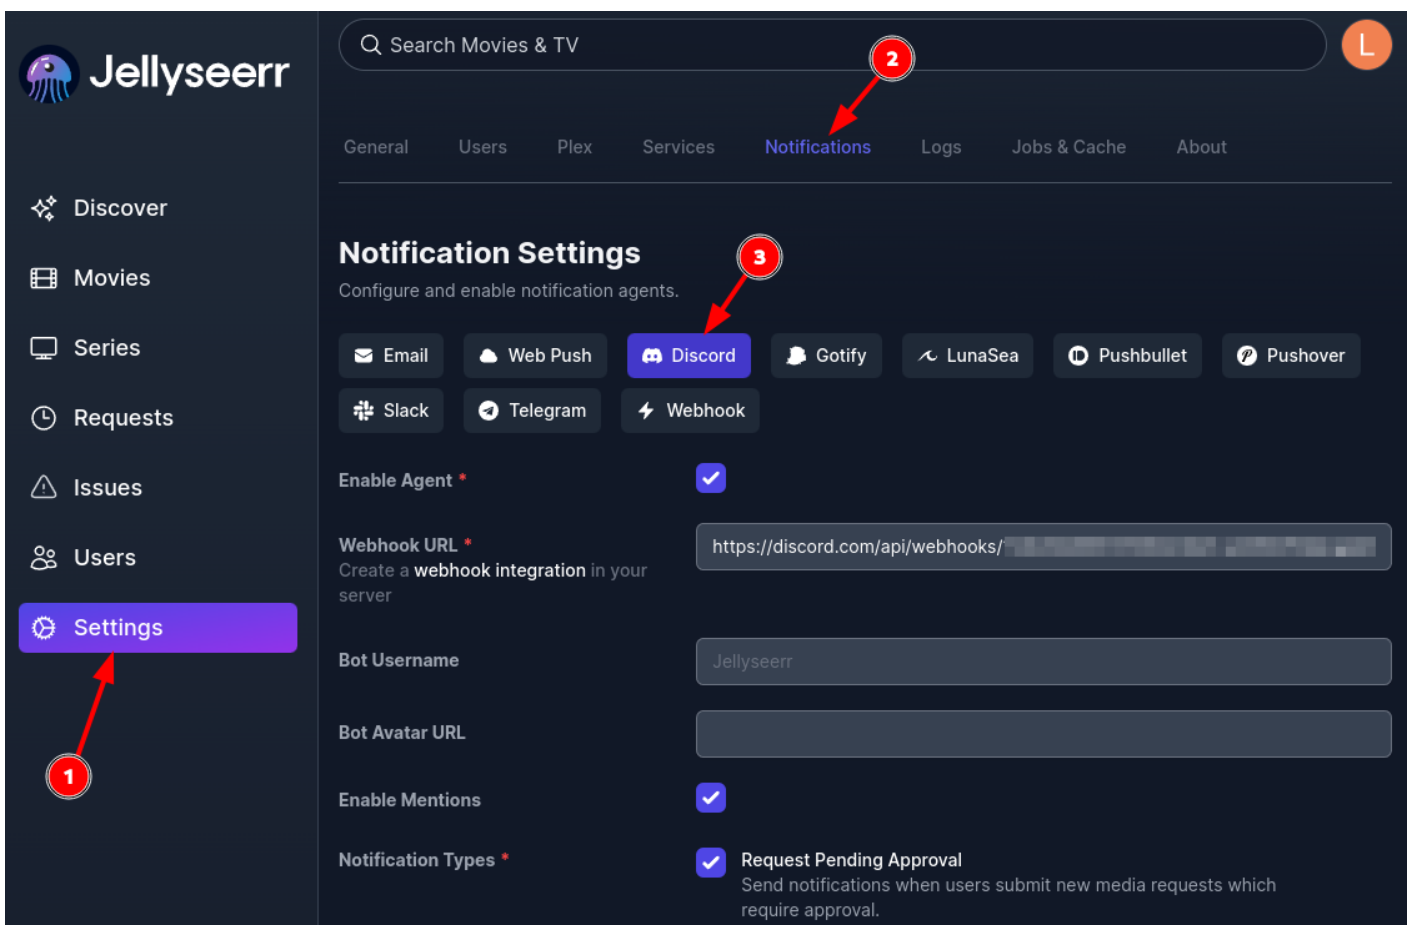 Jellyseerr
Search Movies & TV
L
2
General Users Plex Services Notifications Logs Jobs & Cache About
Discover
Movies
Series
Requests
Issues
Users
Settings
1
Notification Settings
3
Configure and enable notification agents.
Email Web Push Discord Gotify LunaSea Pushbullet Pushover
Slack Telegram Webhook
Enable Agent *
Webhook URL *
https://discord.com/api/webhooks/
Create a webhook integration in your
server
Bot Username
Jellyseerr
Bot Avatar URL
Enable Mentions
Notification Types *
Request Pending Approval
Send notifications when users submit new media requests which
require approval.